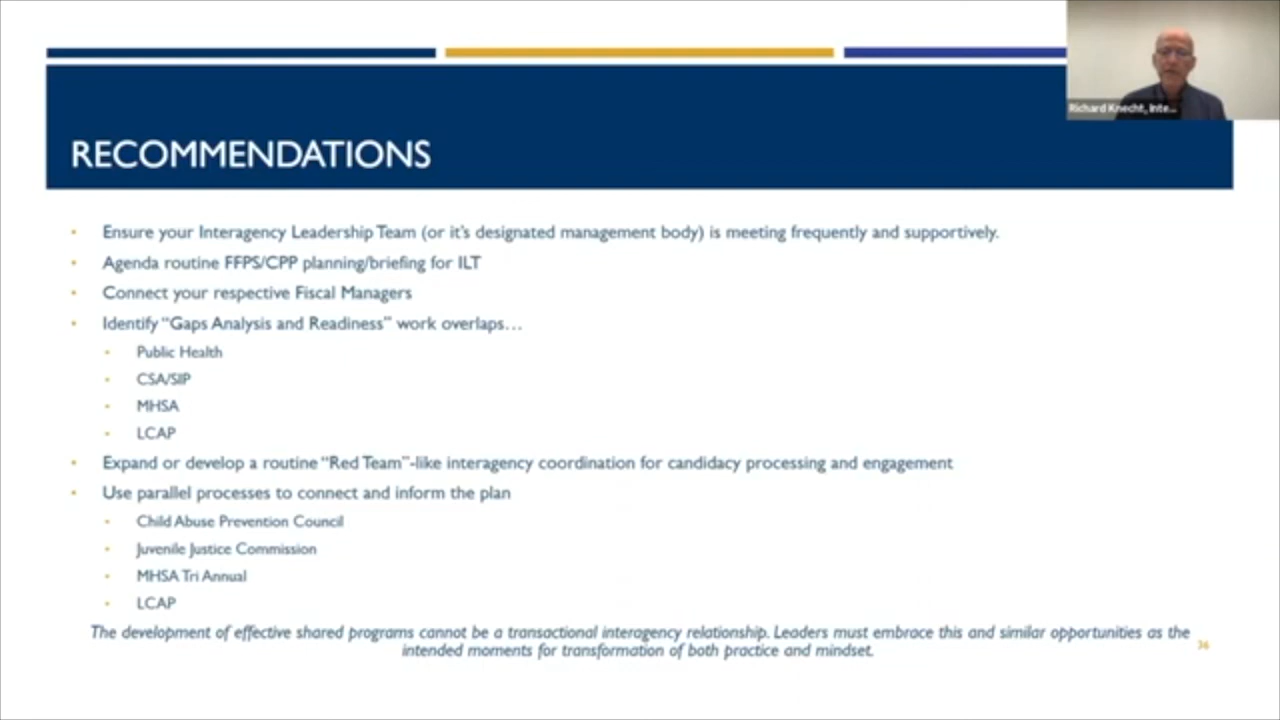 Richard Knecht, Inte...
RECOMMENDATIONS
• Ensure your Interagency Leadership Team (or it's designated management body) is meeting frequently and supportively.
• Agenda routine FFPS/CPP planning/briefing for ILT
• Connect your respective Fiscal Managers
• Identify “Gaps Analysis and Readiness” work overlaps…
• Public Health
• CSA/SIP
• MHSA
• LCAP
• Expand or develop a routine “Red Team”-like interagency coordination for candidacy processing and engagement
• Use parallel processes to connect and inform the plan
• Child Abuse Prevention Council
• Juvenile Justice Commission
• MHSA Tri Annual
• LCAP
The development of effective shared programs cannot be a transactional interagency relationship. Leaders must embrace this and similar opportunities as the
intended moments for transformation of both practice and mindset.
36